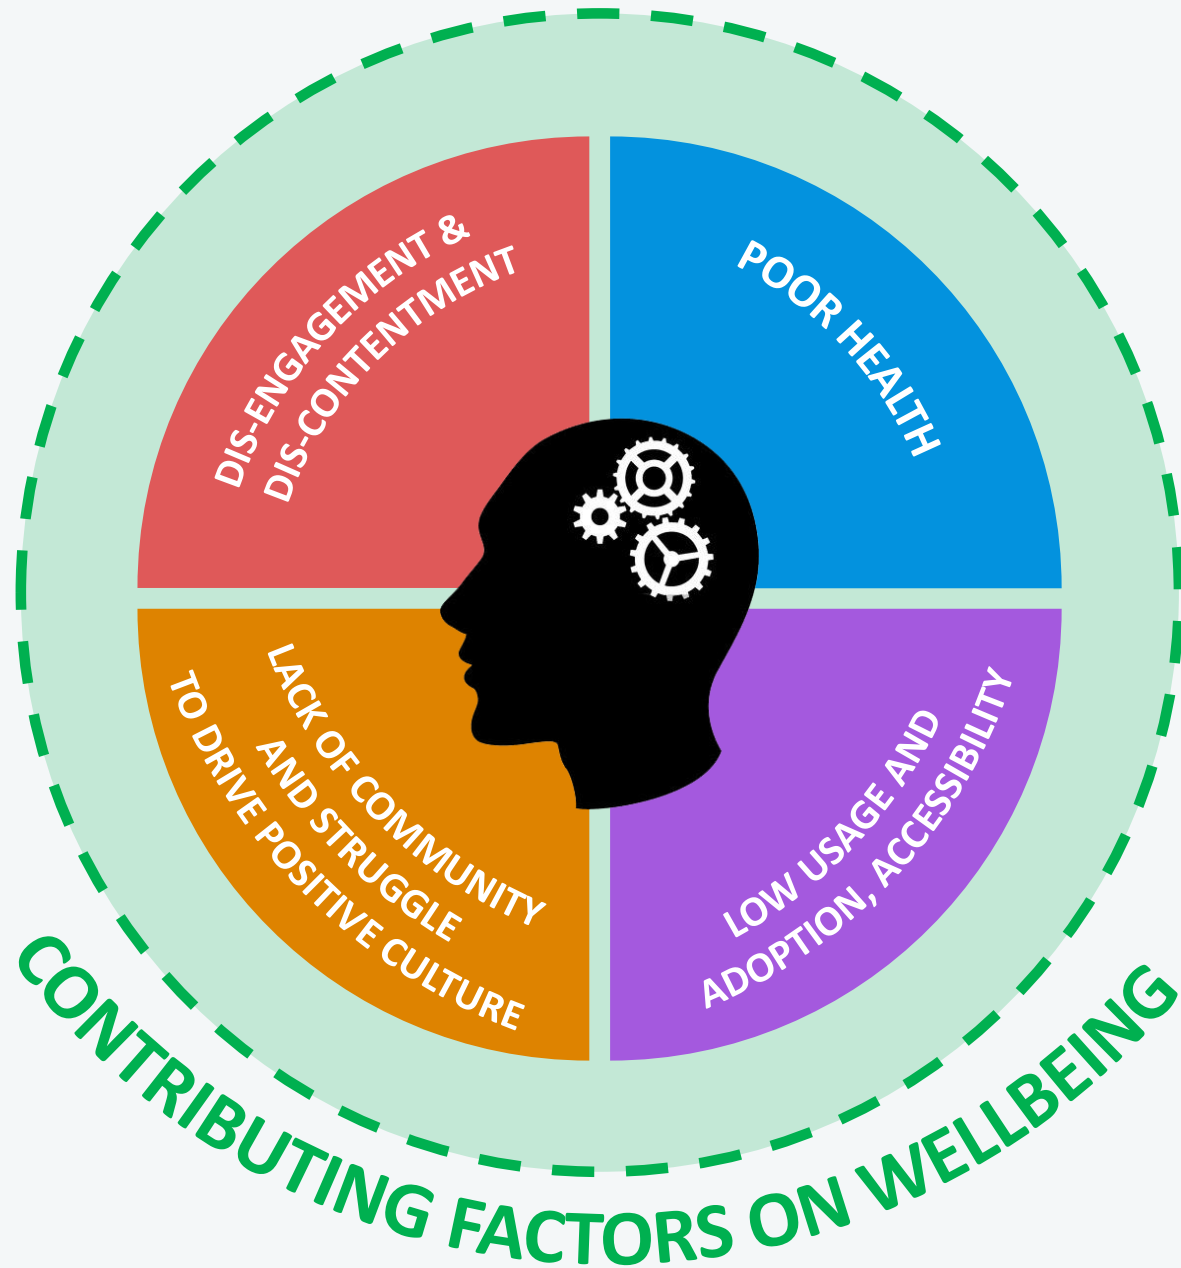 DIS-ENGAGEMENT &
DIS-CONTENTMENT
POOR HEALTH
LACK OF COMMUNITY
AND STRUGGLE
TO DRIVE POSITIVE CULTURE
LOW USAGE AND
ADOPTION, ACCESSIBILITY
CONTRIBUTING FACTORS ON WELLBEING